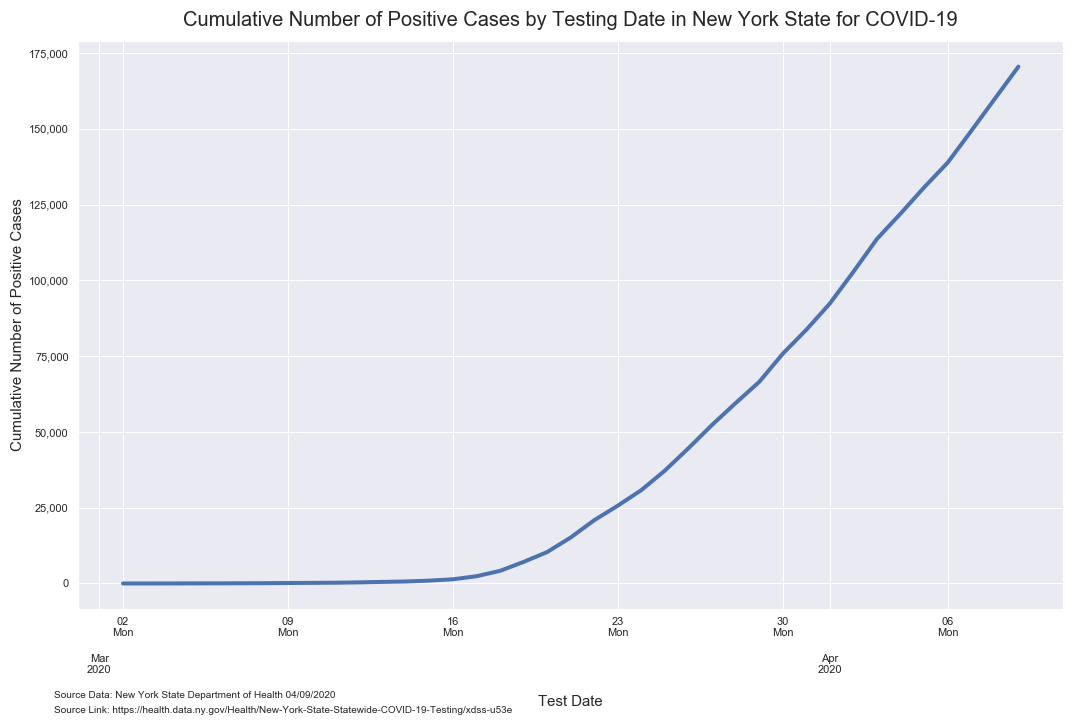 Cumulative Number of Positive Cases by Testing Date in New York State for COVID-19
Cumulative Number of Positive Cases
175,000
150,000
125,000
100,000
75,000
50,000
25,000
0
02 09 16 23 30 06
Mon Mon Mon Mon Mon Mon
Mar Apr
2020 2020
Test Date
Source Data: New York State Department of Health 04/09/2020
Source Link: https://health.data.ny.gov/Health/New-York-State-Statewide-COVID-19-Testing/xdss-u53e